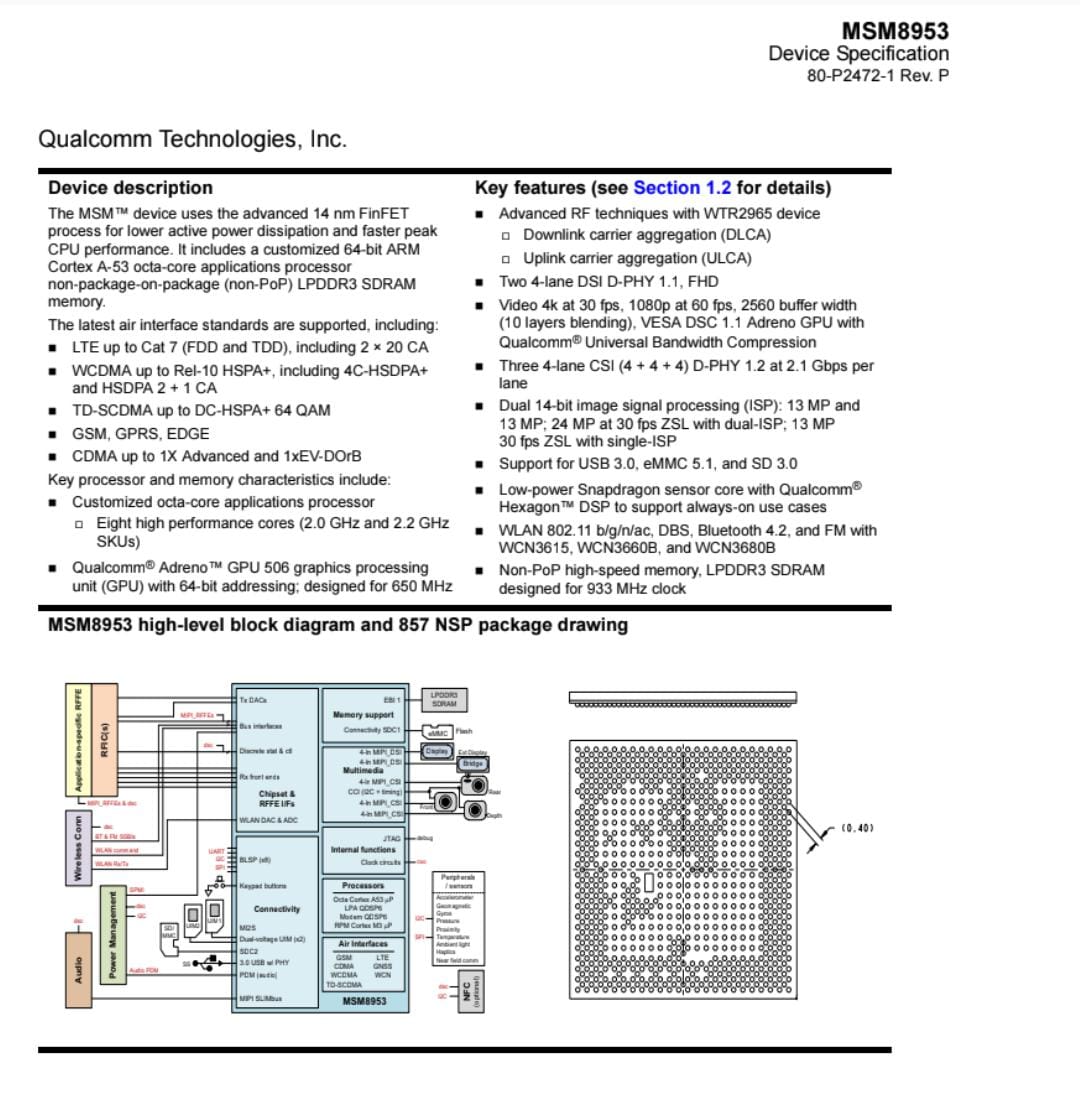 MSM8953
Device Specification
80-P2472-1 Rev. P
Qualcomm Technologies, Inc.
Device description
The MSM™ device uses the advanced 14 nm FinFET
process for lower active power dissipation and faster peak
CPU performance. It includes a customized 64-bit ARM
Cortex A-53 octa-core applications processor
non-package-on-package (non-PoP) LPDDR3 SDRAM
memory.
The latest air interface standards are supported, including:
■ LTE up to Cat 7 (FDD and TDD), including 2 × 20 CA
■ WCDMA up to Rel-10 HSPA+, including 4C-HSDPA+
and HSDPA 2 + 1 CA
■ TD-SCDMA up to DC-HSPA+ 64 QAM
■ GSM, GPRS, EDGE
■ CDMA up to 1X Advanced and 1xEV-DOrB
Key processor and memory characteristics include:
■ Customized octa-core applications processor
□ Eight high performance cores (2.0 GHz and 2.2 GHz
SKUs)
■ Qualcomm® Adreno™ GPU 506 graphics processing
unit (GPU) with 64-bit addressing; designed for 650 MHz
Key features (see Section 1.2 for details)
■ Advanced RF techniques with WTR2965 device
□ Downlink carrier aggregation (DLCA)
□ Uplink carrier aggregation (ULCA)
■ Two 4-lane DSI D-PHY 1.1, FHD
■ Video 4k at 30 fps, 1080p at 60 fps, 2560 buffer width
(10 layers blending), VESA DSC 1.1 Adreno GPU with
Qualcomm® Universal Bandwidth Compression
■ Three 4-lane CSI (4 + 4 + 4) D-PHY 1.2 at 2.1 Gbps per
lane
■ Dual 14-bit image signal processing (ISP): 13 MP and
13 MP; 24 MP at 30 fps ZSL with dual-ISP; 13 MP
30 fps ZSL with single-ISP
■ Support for USB 3.0, eMMC 5.1, and SD 3.0
■ Low-power Snapdragon sensor core with Qualcomm®
Hexagon™ DSP to support always-on use cases
■ WLAN 802.11 b/g/n/ac, DBS, Bluetooth 4.2, and FM with
WCN3615, WCN3660B, and WCN3680B
■ Non-PoP high-speed memory, LPDDR3 SDRAM
designed for 933 MHz clock
MSM8953 high-level block diagram and 857 NSP package drawing
Application-specific RFFE
RFIC(s)
MIPI_RFFEs
dsc
MIPI_RFFEs & dsc
Wireless Conn
dsc
BT & FM SSBIs
WLAN command
WLAN Rx/Tx
Power Management
SPMI
dsc
I2C
Audio PDM
dsc
Audio
UART
I2C
SPI
SD/
MMC
UIM2
UIM1
SS
Tx DACs
Bus interfaces
Discrete stat & ctl
Rx front ends
Chipset &
RFFE I/Fs
WLAN DAC & ADC
BLSP (x8)
Keypad buttons
Connectivity
MI2S
Dual-voltage UIM (x2)
SDC2
3.0 USB w/ PHY
PDM (audio)
MIPI SLIMbus
EBI 1
Memory support
Connectivity SDC1
4-ln MIPI_DSI
4-ln MIPI_DSI
Multimedia
4-ln MIPI_CSI
CCI (I2C + timing)
4-ln MIPI_CSI
4-ln MIPI_CSI
JTAG
Internal functions
Clock circuits
Processors
Octa Cortex A53 µP
LPA QDSP6
Modem QDSP6
RPM Cortex M3 µP
Air Interfaces
GSM LTE
CDMA GNSS
WCDMA WCN
TD-SCDMA
MSM8953
LPDDR3
SDRAM
eMMC
Flash
Display
Ext Display
Bridge
Rear
Front
Depth
debug
dsc
Peripherals
/ sensors
Accelerometer
Geomagnetic
Gyros
Pressure
Proximity
Temperature
Ambient light
Haptics
Near field comm
I2C
SPI
dsc
I2C
NFC
(optional)
(0.40)